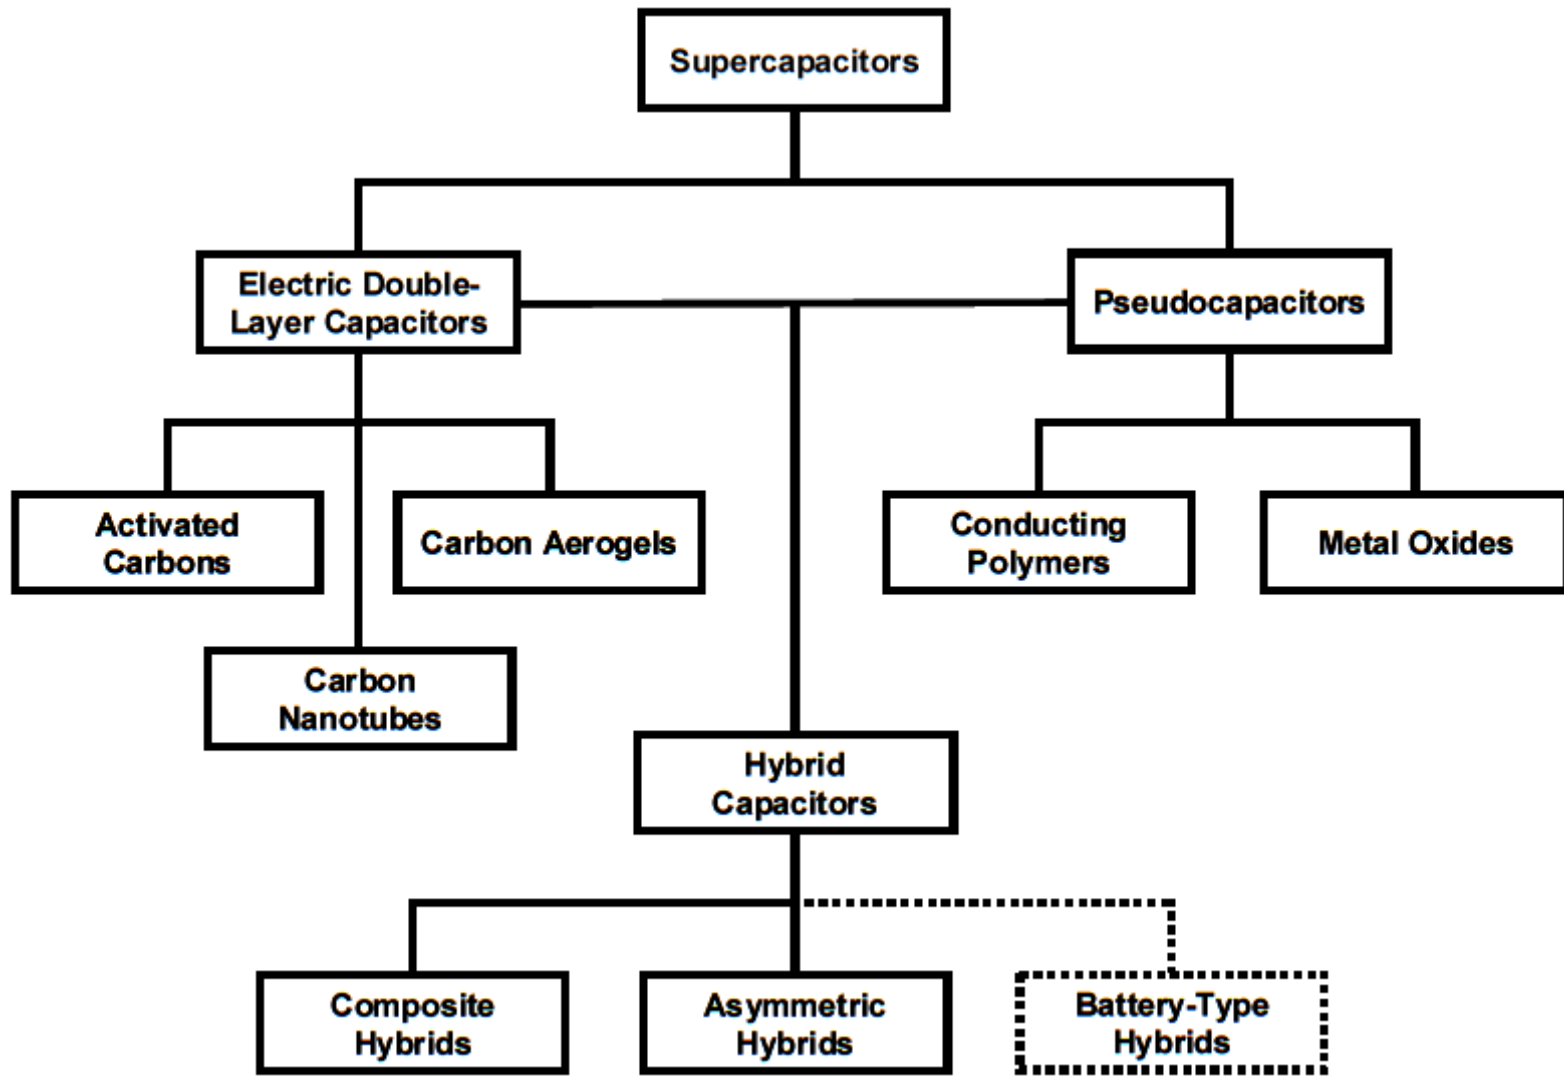 Supercapacitors
Electric Double-
Layer Capacitors
Pseudocapacitors
Activated
Carbons
Carbon Aerogels
Conducting
Polymers
Metal Oxides
Carbon
Nanotubes
Hybrid
Capacitors
Composite
Hybrids
Asymmetric
Hybrids
Battery-Type
Hybrids